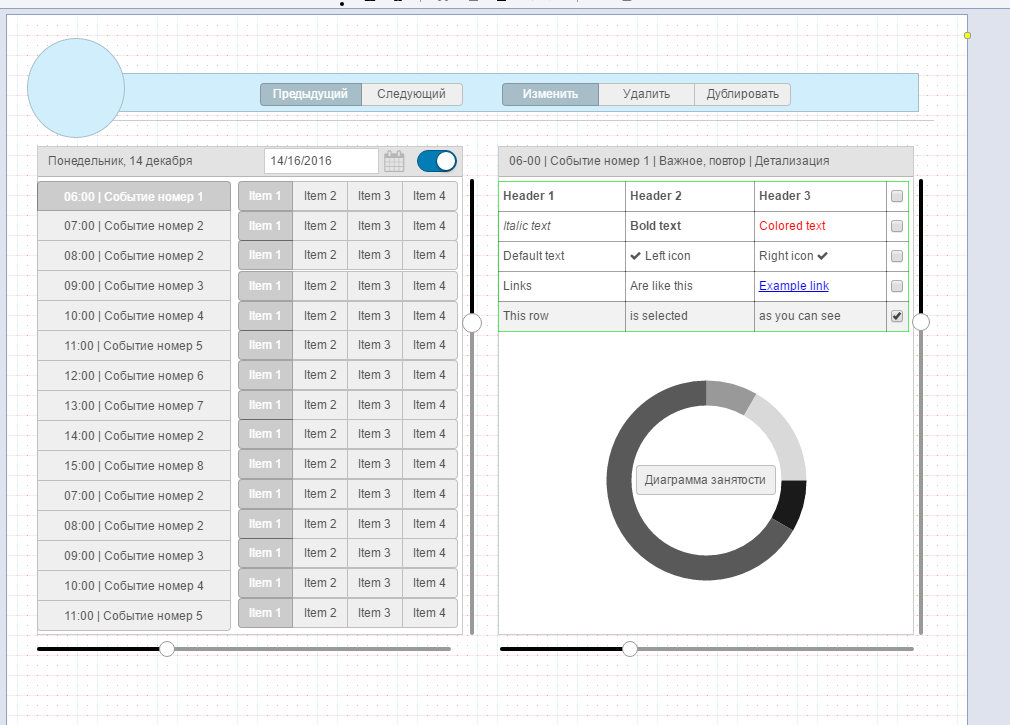 Предыдущий Следующий Изменить Удалить Дублировать
Понедельник, 14 декабря 14/16/2016
06:00 | Событие номер 1 Item 1 Item 2 Item 3 Item 4
07:00 | Событие номер 2 Item 1 Item 2 Item 3 Item 4
08:00 | Событие номер 2 Item 1 Item 2 Item 3 Item 4
09:00 | Событие номер 3 Item 1 Item 2 Item 3 Item 4
10:00 | Событие номер 4 Item 1 Item 2 Item 3 Item 4
11:00 | Событие номер 5 Item 1 Item 2 Item 3 Item 4
12:00 | Событие номер 6 Item 1 Item 2 Item 3 Item 4
13:00 | Событие номер 7 Item 1 Item 2 Item 3 Item 4
14:00 | Событие номер 2 Item 1 Item 2 Item 3 Item 4
15:00 | Событие номер 8 Item 1 Item 2 Item 3 Item 4
07:00 | Событие номер 2 Item 1 Item 2 Item 3 Item 4
08:00 | Событие номер 2 Item 1 Item 2 Item 3 Item 4
09:00 | Событие номер 3 Item 1 Item 2 Item 3 Item 4
10:00 | Событие номер 4 Item 1 Item 2 Item 3 Item 4
11:00 | Событие номер 5 Item 1 Item 2 Item 3 Item 4
06-00 | Событие номер 1 | Важное, повтор | Детализация
Header 1 Header 2 Header 3
Italic text Bold text Colored text
Default text ✔ Left icon Right icon ✔
Links Are like this Example link
This row is selected as you can see
Диаграмма занятости